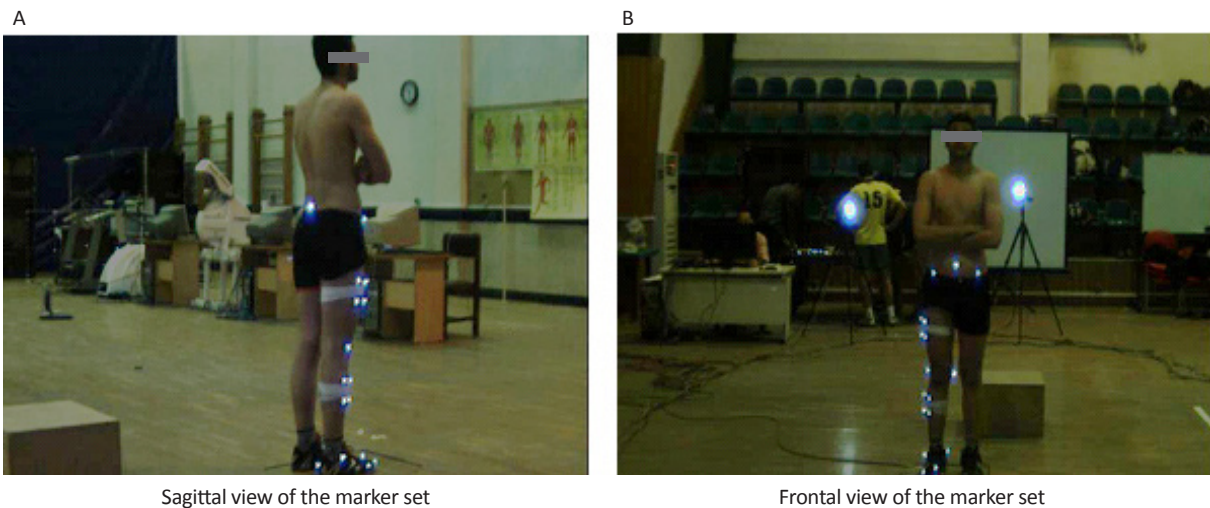 A
B
15
Sagittal view of the marker set
Frontal view of the marker set